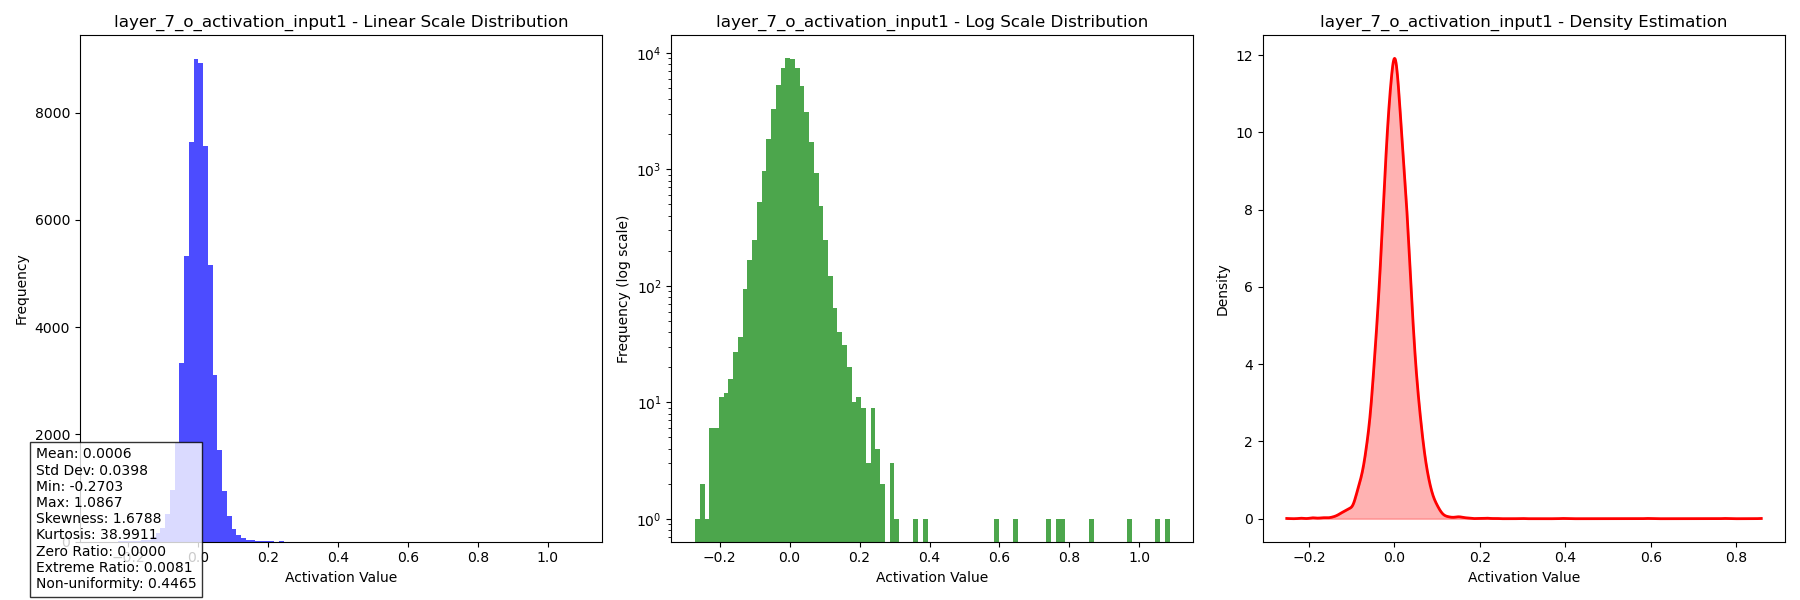 layer_7_o_activation_input1 - Linear Scale Distribution
8000
6000
4000
2000
Frequency
0.0
0.2
0.4
0.6
0.8
1.0
Activation Value
Mean: 0.0006
Std Dev: 0.0398
Min: -0.2703
Max: 1.0867
Skewness: 1.6788
Kurtosis: 38.9911
Zero Ratio: 0.0000
Extreme Ratio: 0.0081
Non-uniformity: 0.4465
layer_7_o_activation_input1 - Log Scale Distribution
10⁴
10³
10²
10¹
10⁰
Frequency (log scale)
−0.2
0.0
0.2
0.4
0.6
0.8
1.0
Activation Value
layer_7_o_activation_input1 - Density Estimation
12
10
8
6
4
2
0
Density
−0.2
0.0
0.2
0.4
0.6
0.8
Activation Value